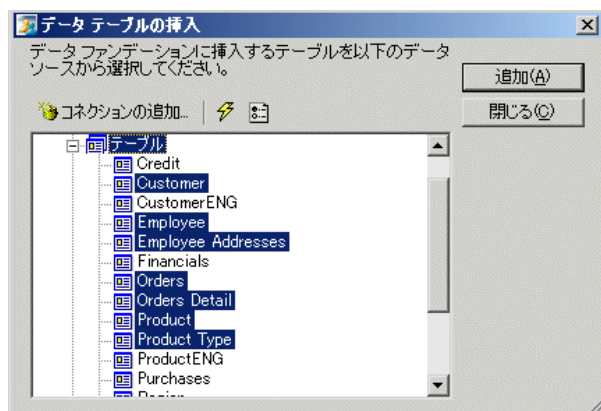 データ テーブルの挿入
データ ファンデーションに挿入するテーブルを以下のデータ
ソースから選択してください。
追加(A)
コネクションの追加...
閉じる(C)
テーブル
Credit
Customer
CustomerENG
Employee
Employee Addresses
Financials
Orders
Orders Detail
Product
Product Type
ProductENG
Purchases